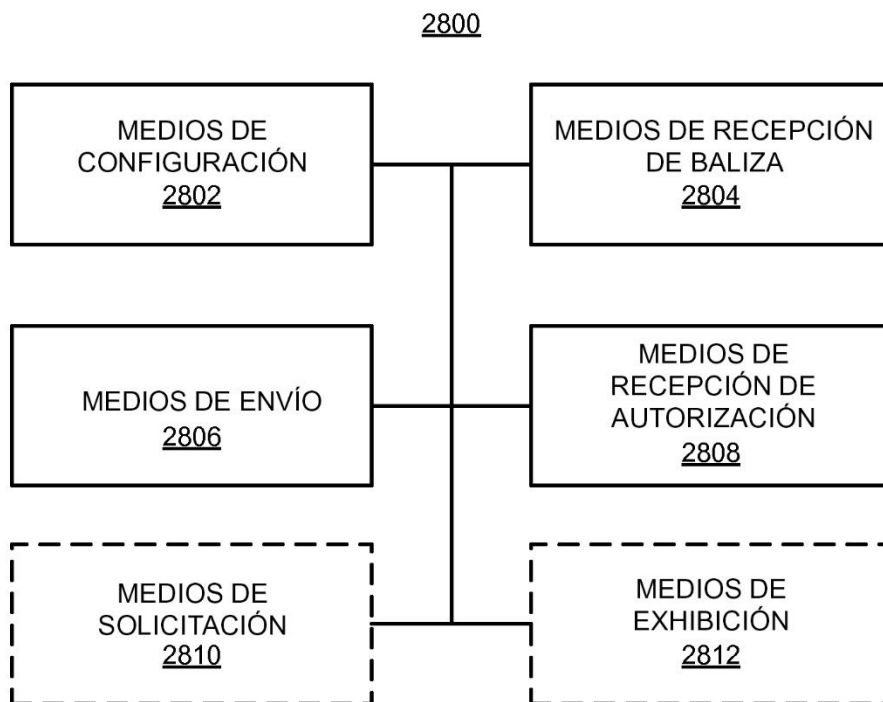 2800
MEDIOS DE
CONFIGURACIÓN
2802
MEDIOS DE RECEPCIÓN
DE BALIZA
2804
MEDIOS DE ENVÍO
2806
MEDIOS DE
RECEPCIÓN DE
AUTORIZACIÓN
2808
MEDIOS DE
SOLICITACIÓN
2810
MEDIOS DE
EXHIBICIÓN
2812